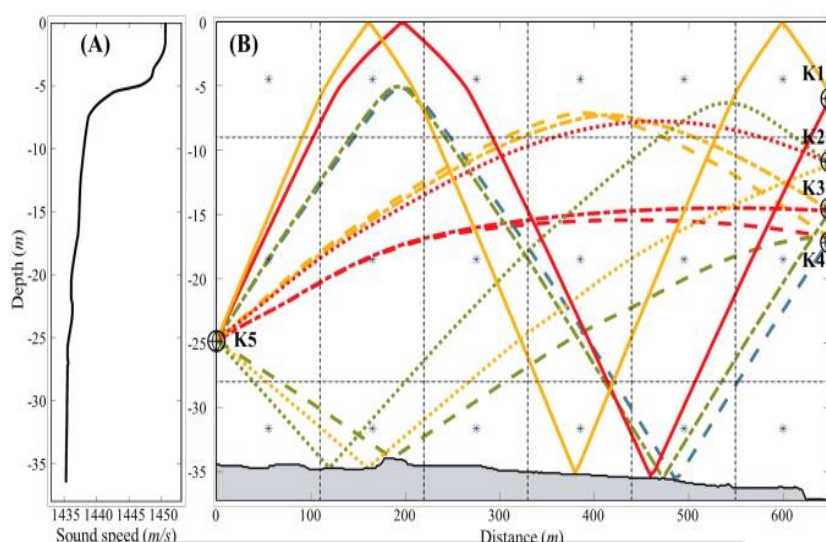 (A)
0
-5
-10
-15
-20
-25
-30
-35
Depth (m)
1435 1440 1445 1450
Sound speed (m/s)
(B)
-0
-5
-10
-15
-20
-25
-30
-35
K5
K1
K2
K3
K4
0 100 200 300 400 500 600
Distance (m)